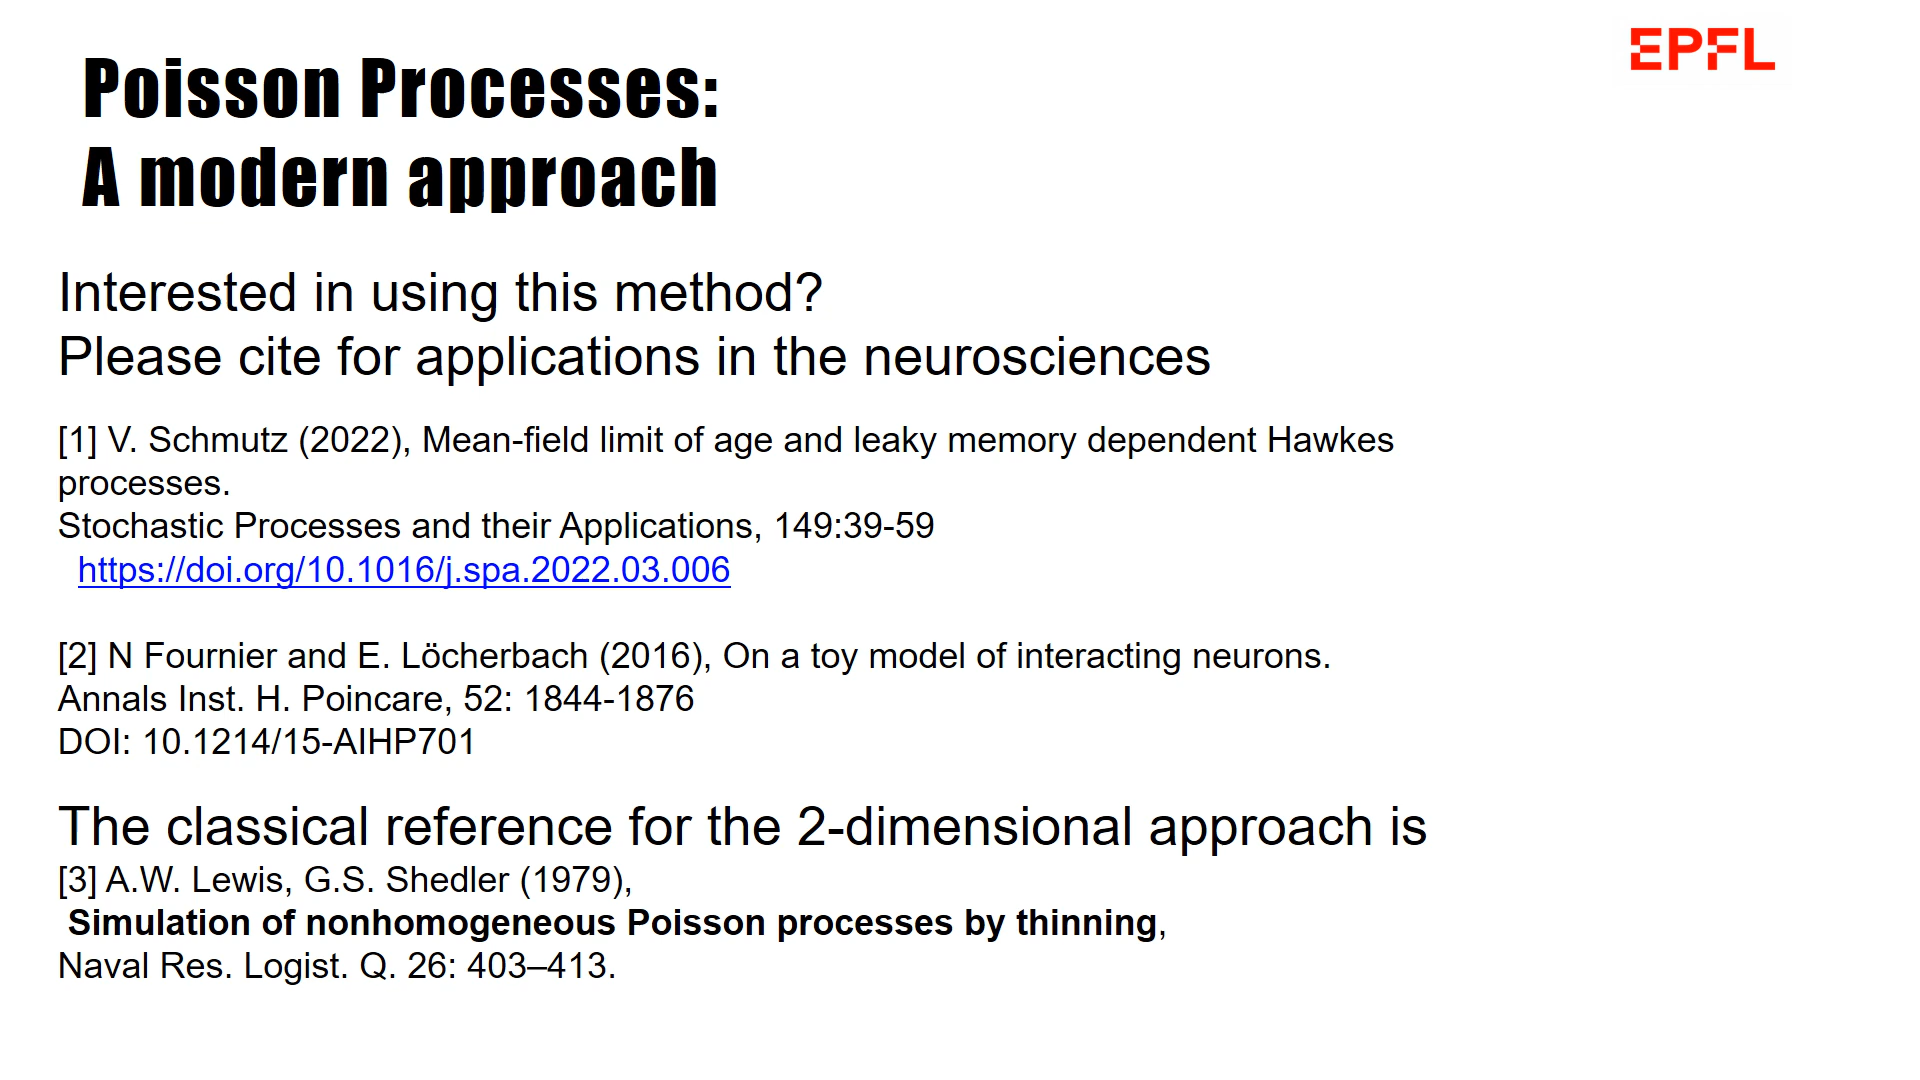 EPFL
Poisson Processes:
A modern approach
Interested in using this method?
Please cite for applications in the neurosciences
[1] V. Schmutz (2022), Mean-field limit of age and leaky memory dependent Hawkes
processes.
Stochastic Processes and their Applications, 149:39-59
https://doi.org/10.1016/j.spa.2022.03.006
[2] N Fournier and E. Löcherbach (2016), On a toy model of interacting neurons.
Annals Inst. H. Poincare, 52: 1844-1876
DOI: 10.1214/15-AIHP701
The classical reference for the 2-dimensional approach is
[3] A.W. Lewis, G.S. Shedler (1979),
Simulation of nonhomogeneous Poisson processes by thinning,
Naval Res. Logist. Q. 26: 403–413.